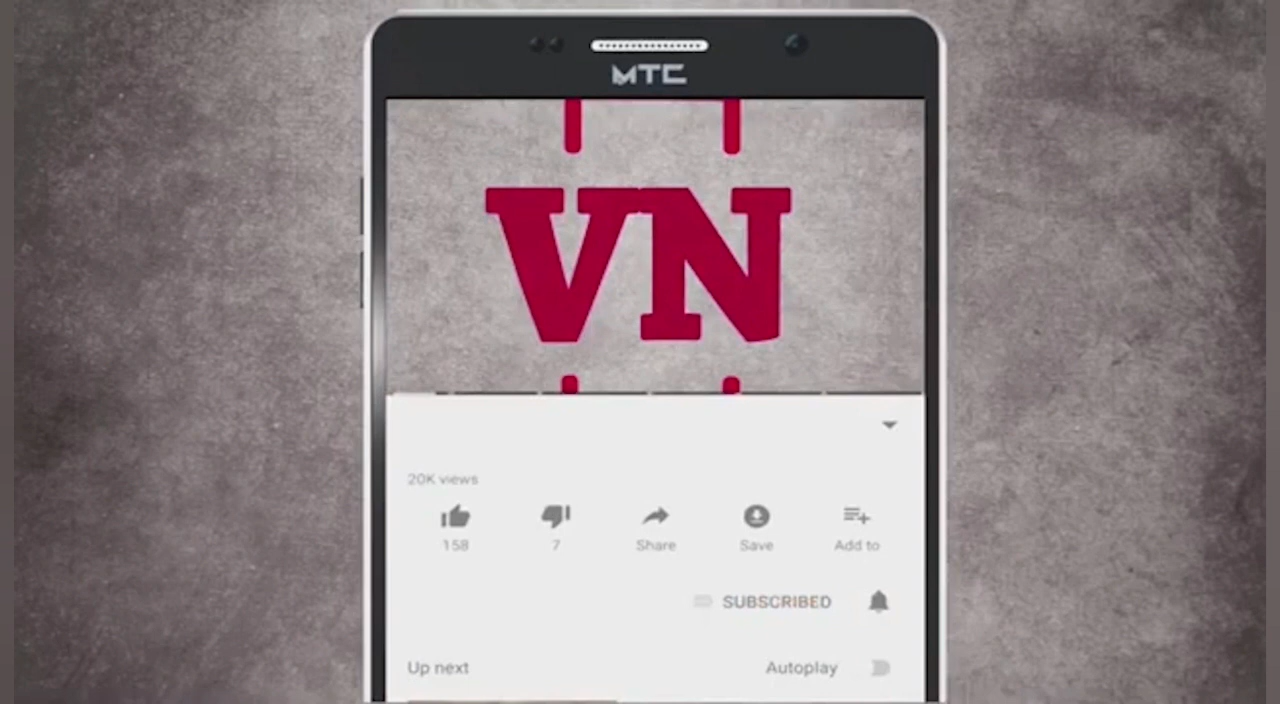 MTC
VN
20K views
158 7 Share Save Add to
SUBSCRIBED
Up next Autoplay